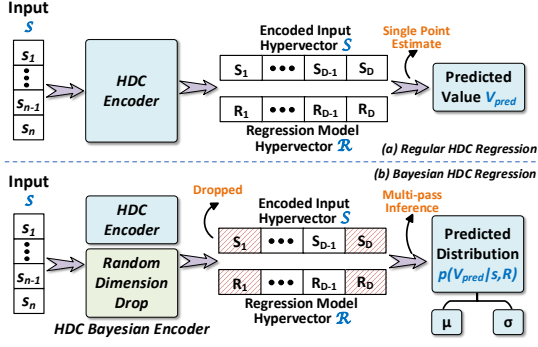 Input
S
s1
s n-1
sn
HDC
Encoder
Encoded Input
Hypervector S
S1 ••• SD-1 SD
R1 ••• RD-1 RD
Regression Model
Hypervector R
Single Point
Estimate
Predicted
Value Vpred
(a) Regular HDC Regression
(b) Bayesian HDC Regression
Input
S
s1
s n-1
sn
HDC
Encoder
Random
Dimension
Drop
HDC Bayesian Encoder
Dropped
Encoded Input
Hypervector S
S1 ••• SD-1 SD
R1 ••• RD-1 RD
Regression Model
Hypervector R
Multi-pass
Inference
Predicted
Distribution
p(Vpred|s,R)
μ
σ